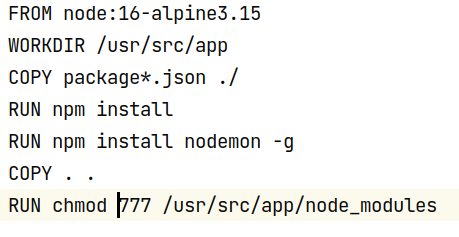 FROM node:16-alpine3.15
WORKDIR /usr/src/app
COPY package*.json ./
RUN npm install
RUN npm install nodemon -g
COPY . .
RUN chmod 777 /usr/src/app/node_modules